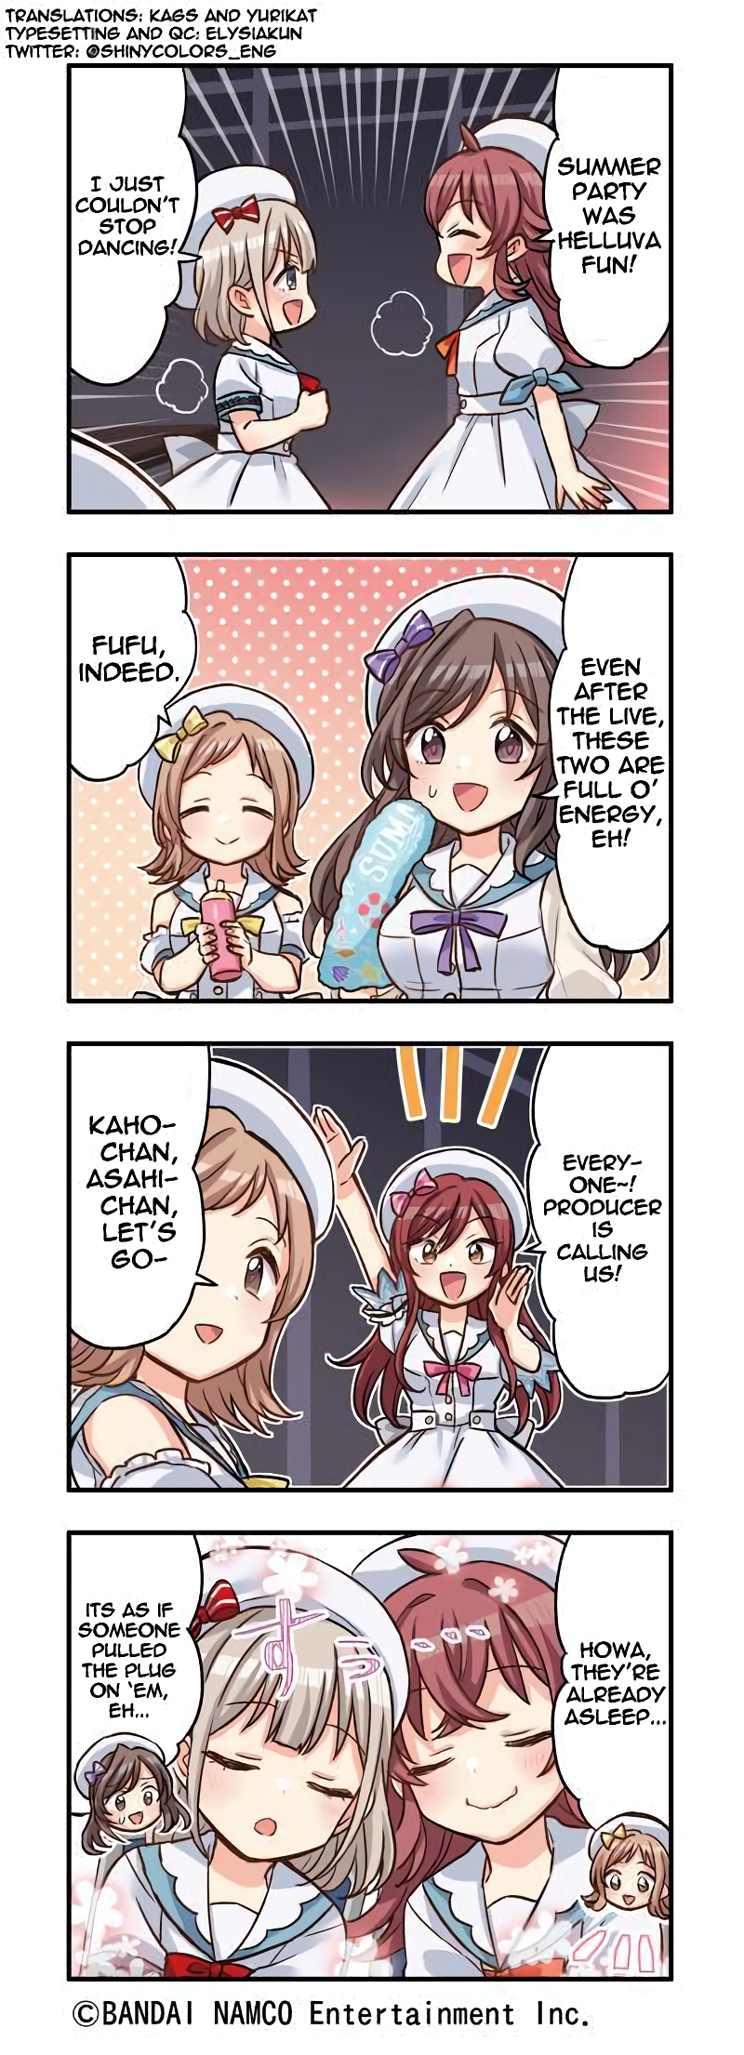 TRANSLATIONS: KAGS AND YURIKAT
TYPESETTING AND QC: ELYSIAKUN
TWITTER: @SHINYCOLORS_ENG
SUMMER
PARTY
WAS
HELLUVA
FUN!
I JUST
COULDN'T
STOP
DANCING!
EVEN
AFTER
THE LIVE,
THESE
TWO ARE
FULL O'
ENERGY,
EH!
FUFU,
INDEED.
SUMM
EVERY-
ONE~!
PRODUCER
IS
CALLING
US!
KAHO-
CHAN,
ASAHI-
CHAN,
LET'S
GO-
HOWA,
THEY'RE
ALREADY
ASLEEP...
すぅ...
ITS AS IF
SOMEONE
PULLED
THE PLUG
ON 'EM,
EH...
©BANDAI NAMCO Entertainment Inc.